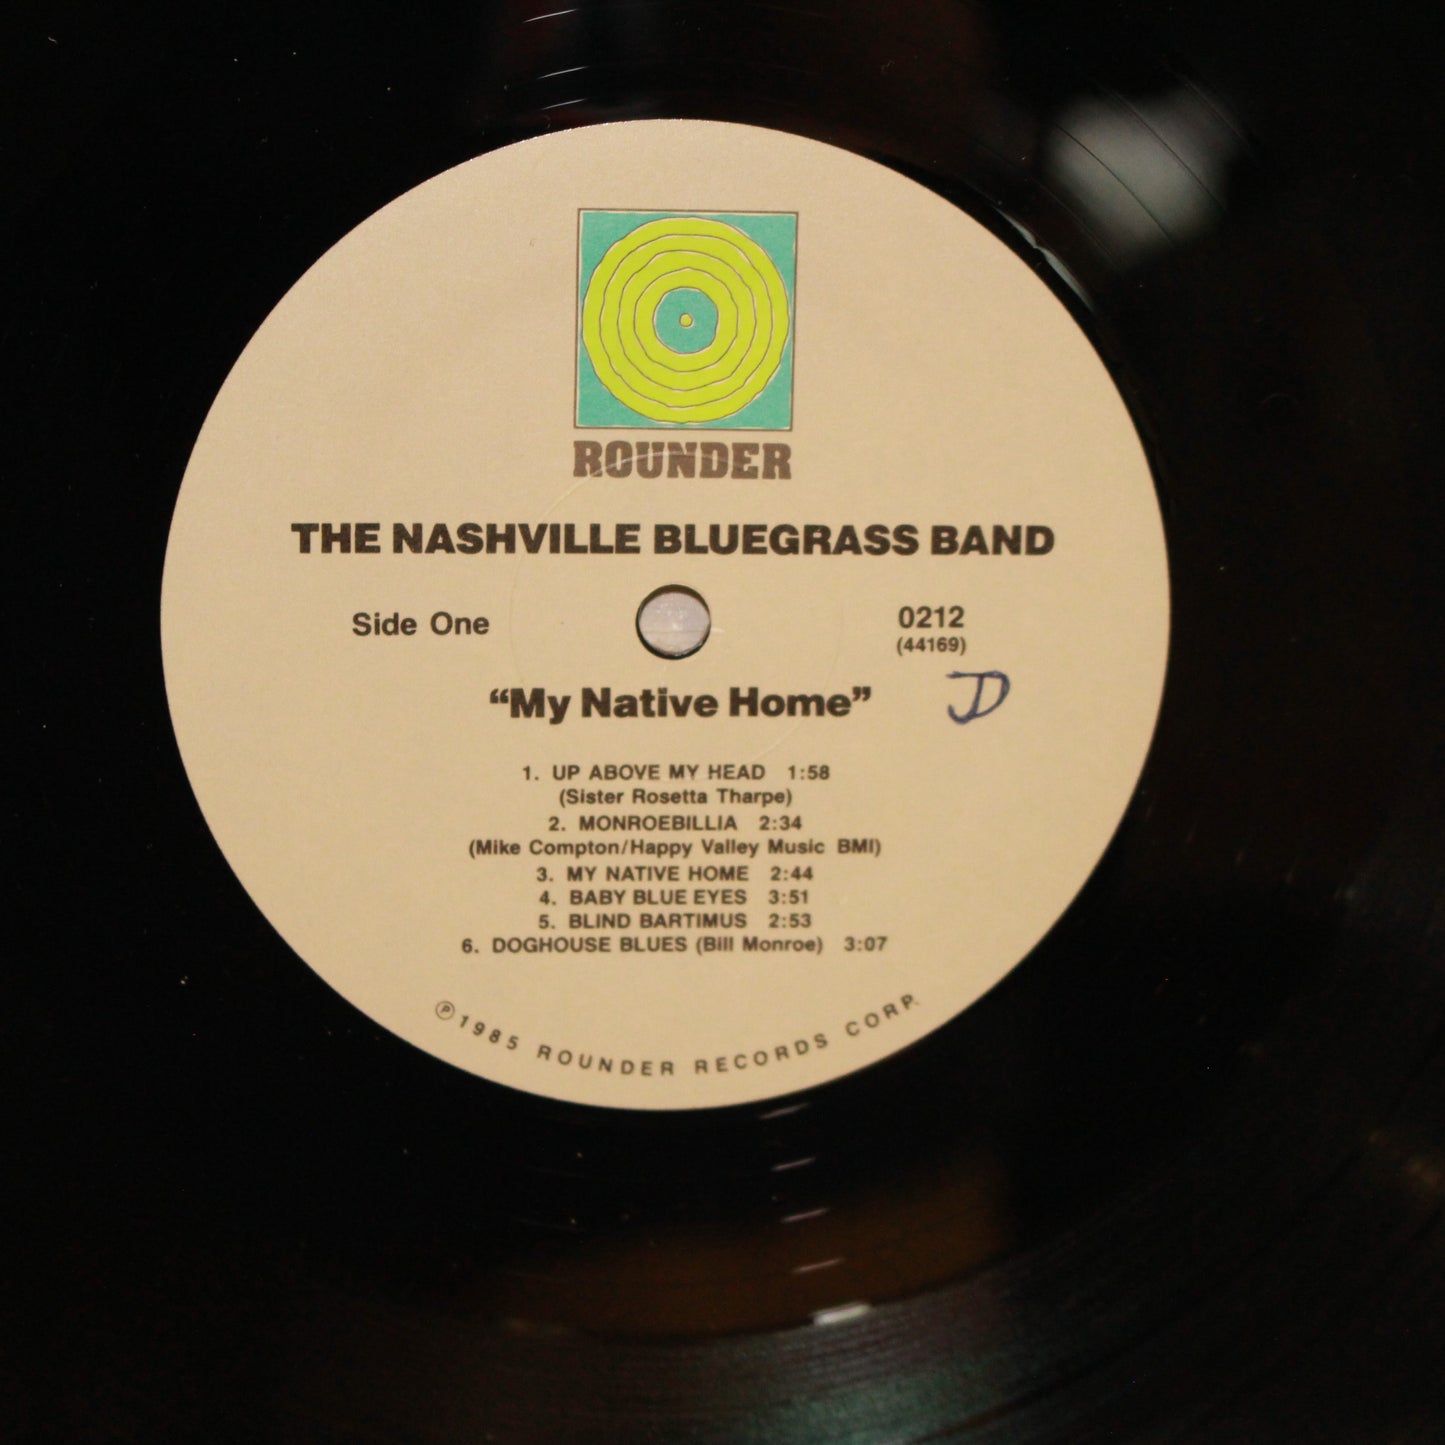 ROUNDER
THE NASHVILLE BLUEGRASS BAND
Side One
0212
(44169)
"My Native Home"
JD
1. UP ABOVE MY HEAD 1:58
(Sister Rosetta Tharpe)
2. MONROEBILLIA 2:34
(Mike Compton/Happy Valley Music BMI)
3. MY NATIVE HOME 2:44
4. BABY BLUE EYES 3:51
5. BLIND BARTIMUS 2:53
6. DOGHOUSE BLUES (Bill Monroe) 3:07
℗ 1985 ROUNDER RECORDS CORP.